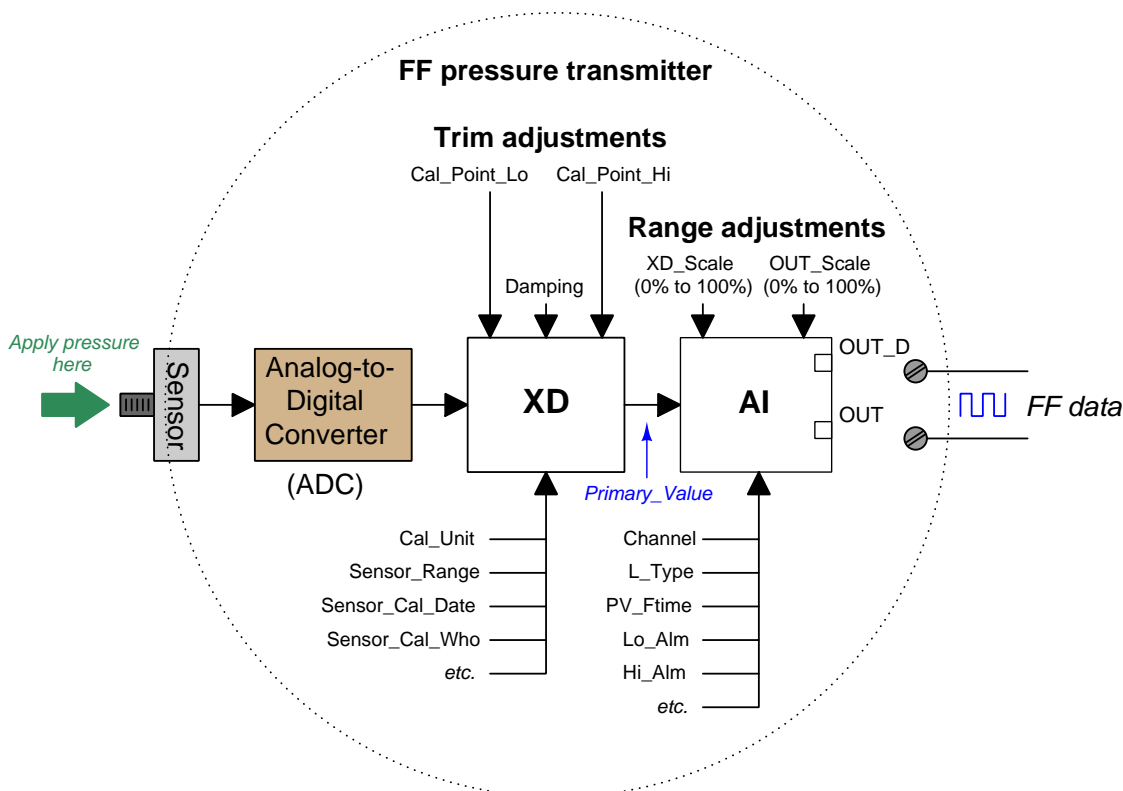 FF pressure transmitter
Trim adjustments
Cal_Point_Lo
Cal_Point_Hi
Range adjustments
XD_Scale
(0% to 100%)
OUT_Scale
(0% to 100%)
Damping
Apply pressure
here
Sensor
Analog-to-
Digital
Converter
(ADC)
XD
Primary_Value
AI
OUT_D
OUT
FF data
Cal_Unit
Sensor_Range
Sensor_Cal_Date
Sensor_Cal_Who
etc.
Channel
L_Type
PV_Ftime
Lo_Alm
Hi_Alm
etc.